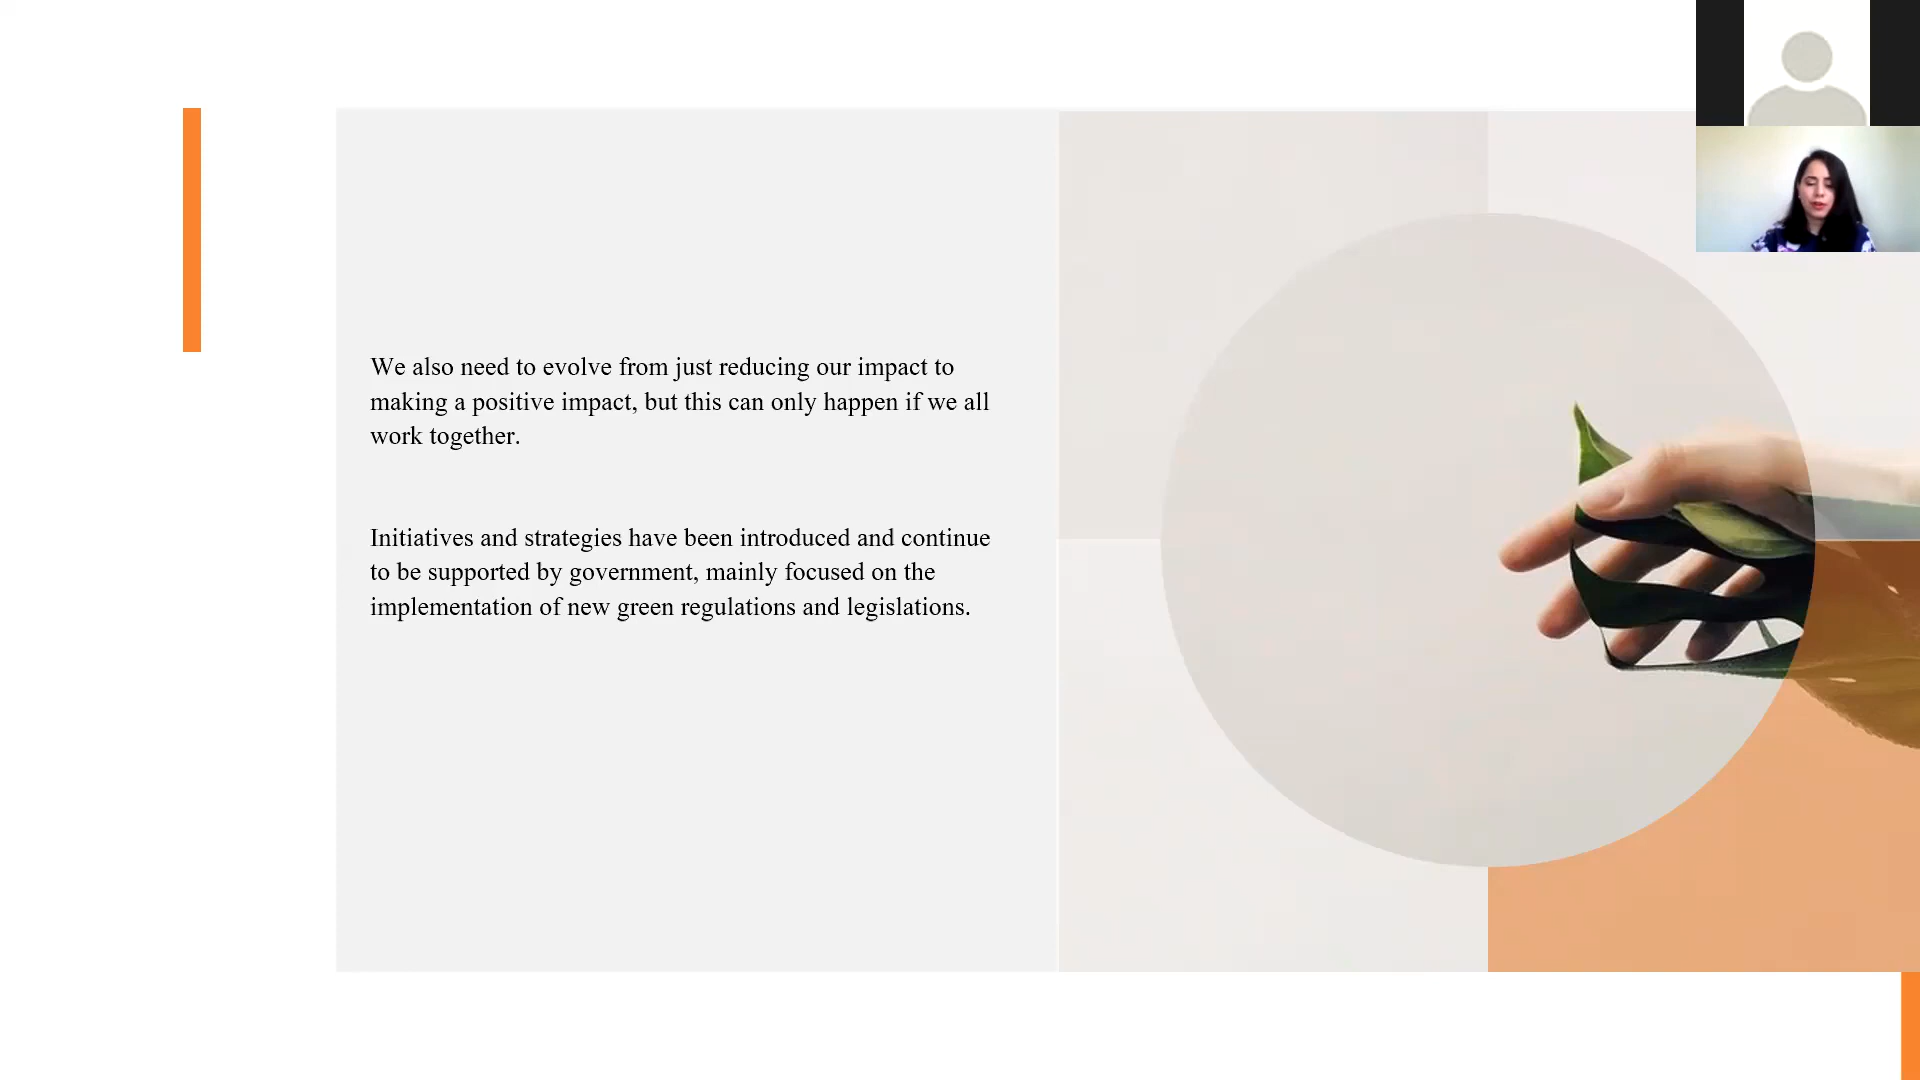 We also need to evolve from just reducing our impact to
making a positive impact, but this can only happen if we all
work together.
Initiatives and strategies have been introduced and continue
to be supported by government, mainly focused on the
implementation of new green regulations and legislations.